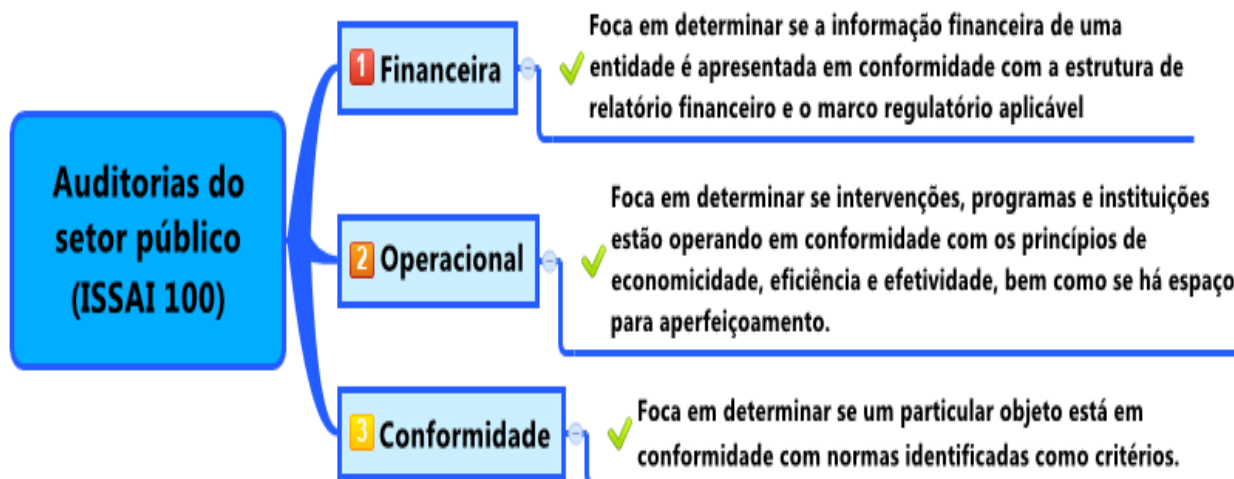 Auditorias do
setor público
(ISSAI 100)
1 Financeira
Foca em determinar se a informação financeira de uma
entidade é apresentada em conformidade com a estrutura de
relatório financeiro e o marco regulatório aplicável
2 Operacional
Foca em determinar se intervenções, programas e instituições
estão operando em conformidade com os princípios de
economicidade, eficiência e efetividade, bem como se há espaço
para aperfeiçoamento.
3 Conformidade
Foca em determinar se um particular objeto está em
conformidade com normas identificadas como critérios.